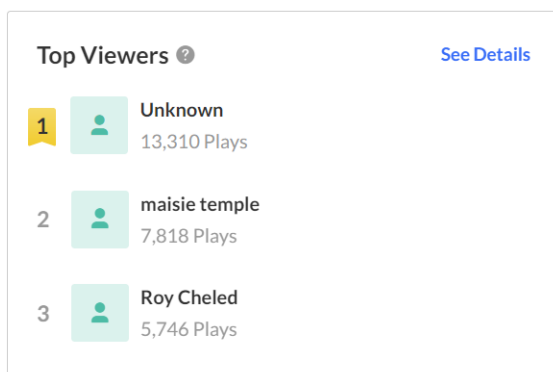 Top Viewers ?
See Details
1
Unknown
13,310 Plays
2
maisie temple
7,818 Plays
3
Roy Cheled
5,746 Plays